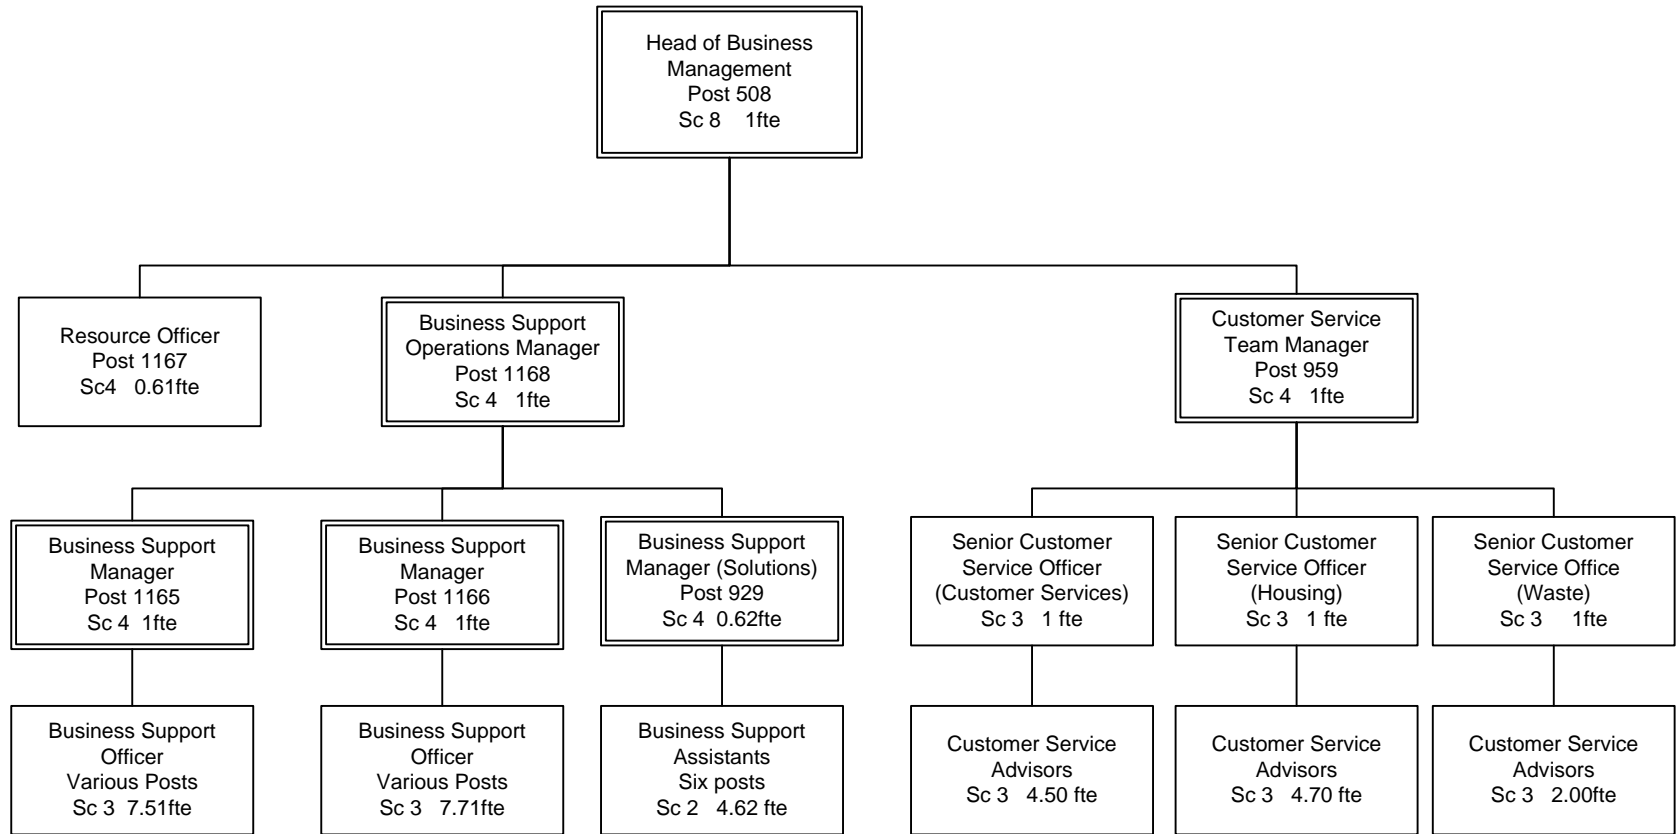 Head of Business
Management
Post 508
Sc 8 1fte
Resource Officer
Post 1167
Sc4 0.61fte
Business Support
Operations Manager
Post 1168
Sc 4 1fte
Customer Service
Team Manager
Post 959
Sc 4 1fte
Business Support
Manager
Post 1165
Sc 4 1fte
Business Support
Manager
Post 1166
Sc 4 1fte
Business Support
Manager (Solutions)
Post 929
Sc 4 0.62fte
Senior Customer
Service Officer
(Customer Services)
Sc 3 1 fte
Senior Customer
Service Officer
(Housing)
Sc 3 1 fte
Senior Customer
Service Office
(Waste)
Sc 3 1fte
Business Support
Officer
Various Posts
Sc 3 7.51fte
Business Support
Officer
Various Posts
Sc 3 7.71fte
Business Support
Assistants
Six posts
Sc 2 4.62 fte
Customer Service
Advisors
Sc 3 4.50 fte
Customer Service
Advisors
Sc 3 4.70 fte
Customer Service
Advisors
Sc 3 2.00fte